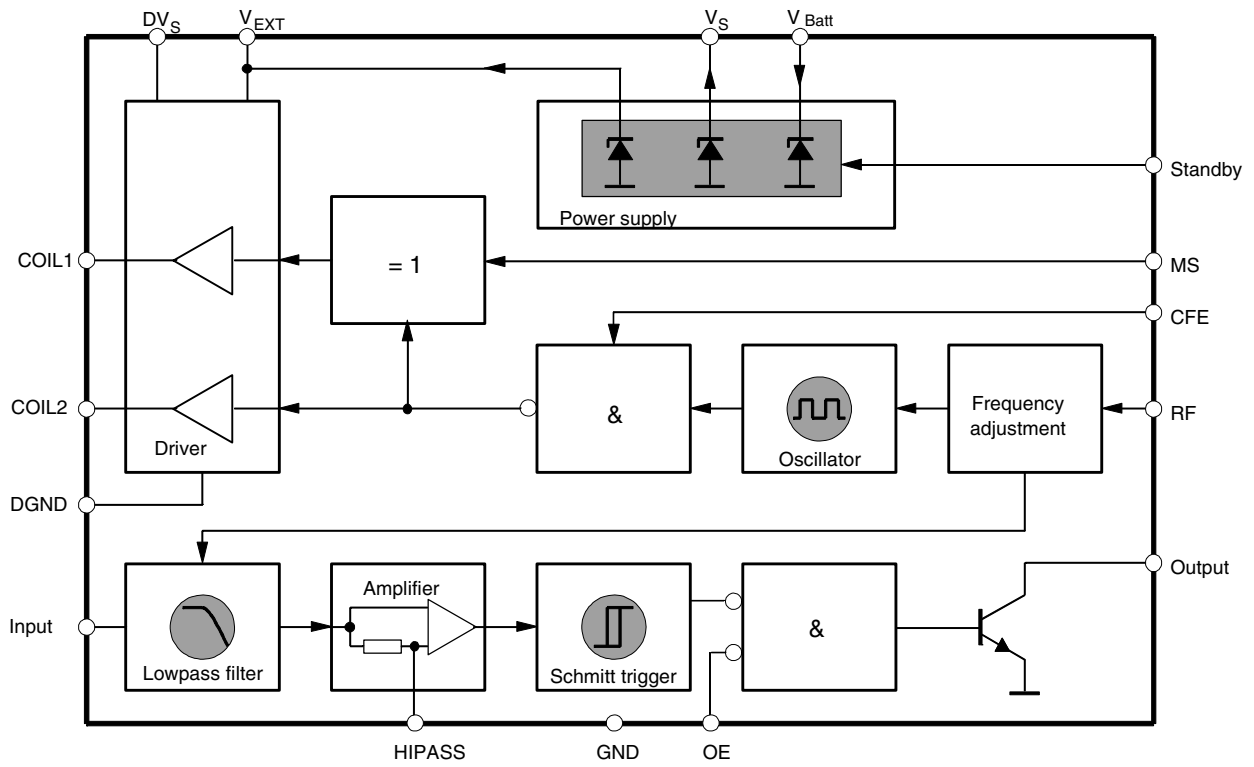 DVS VEXT VS VBatt
Standby
Power supply
COIL1
= 1
MS
CFE
COIL2
&
Frequency
adjustment
RF
Driver
Oscillator
DGND
Output
Amplifier
Input
&
Lowpass filter
Schmitt trigger
HIPASS GND OE